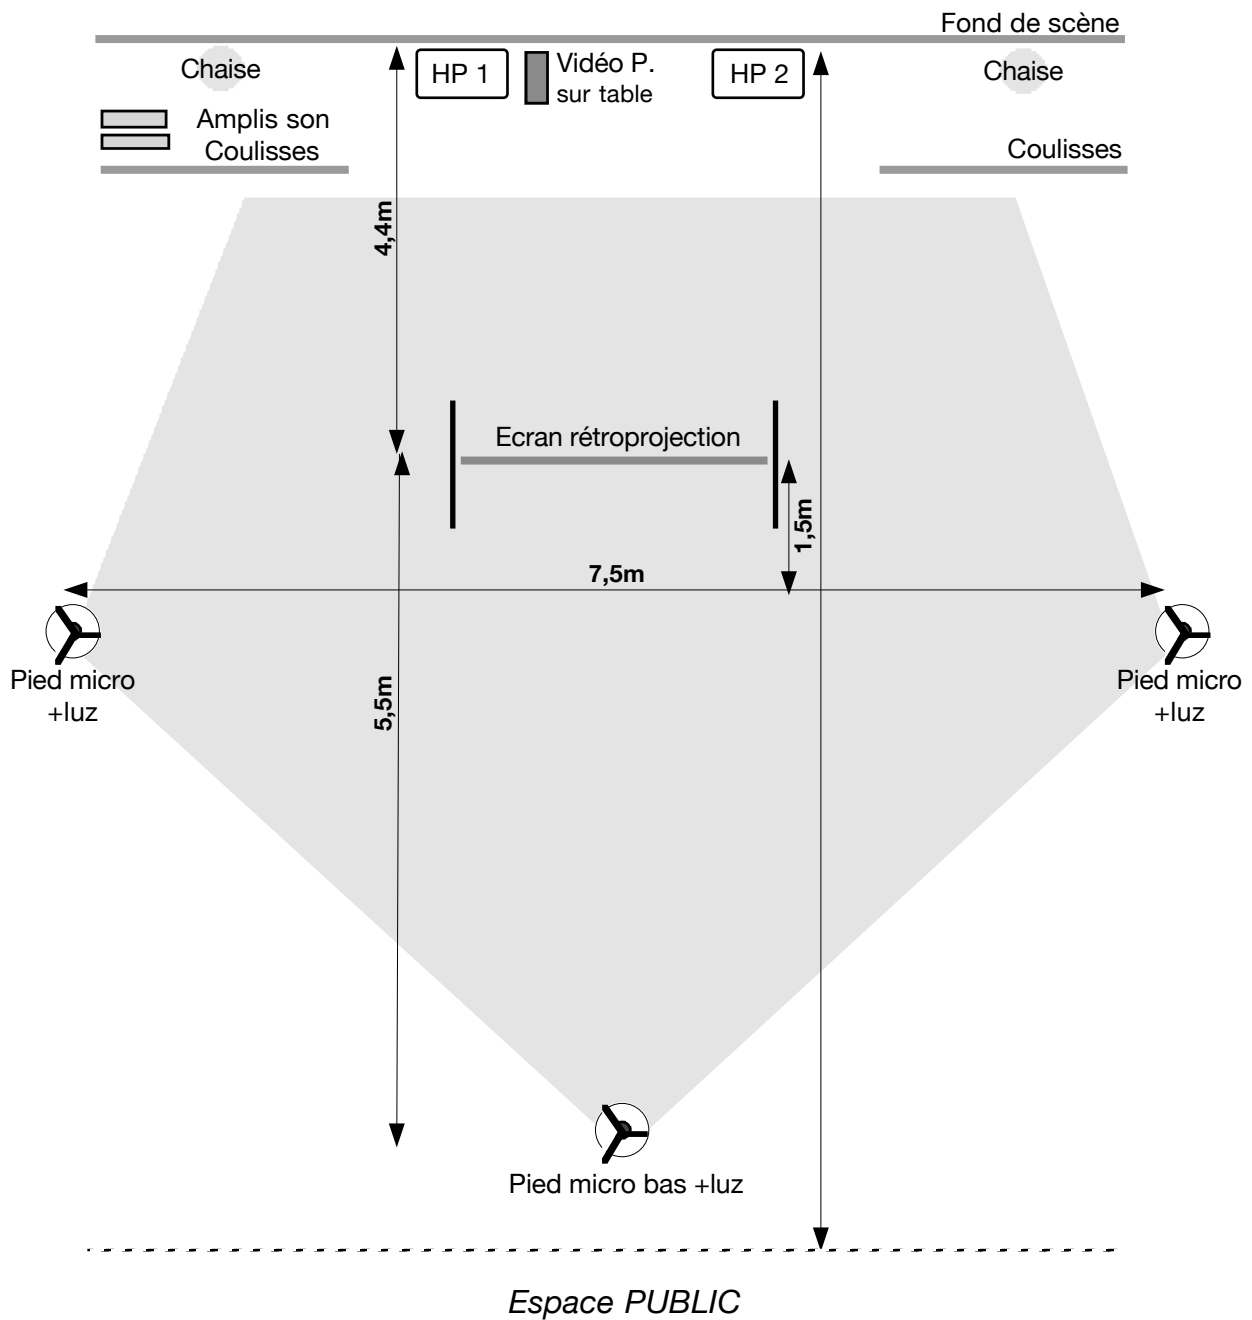 Fond de scène
Chaise
HP 1
Vidéo P.
sur table
HP 2
Chaise
Amplis son
Coulisses
Coulisses
4,4m
Ecran rétroprojection
1,5m
7,5m
Pied micro
+luz
Pied micro
+luz
5,5m
Pied micro bas +luz
Espace PUBLIC